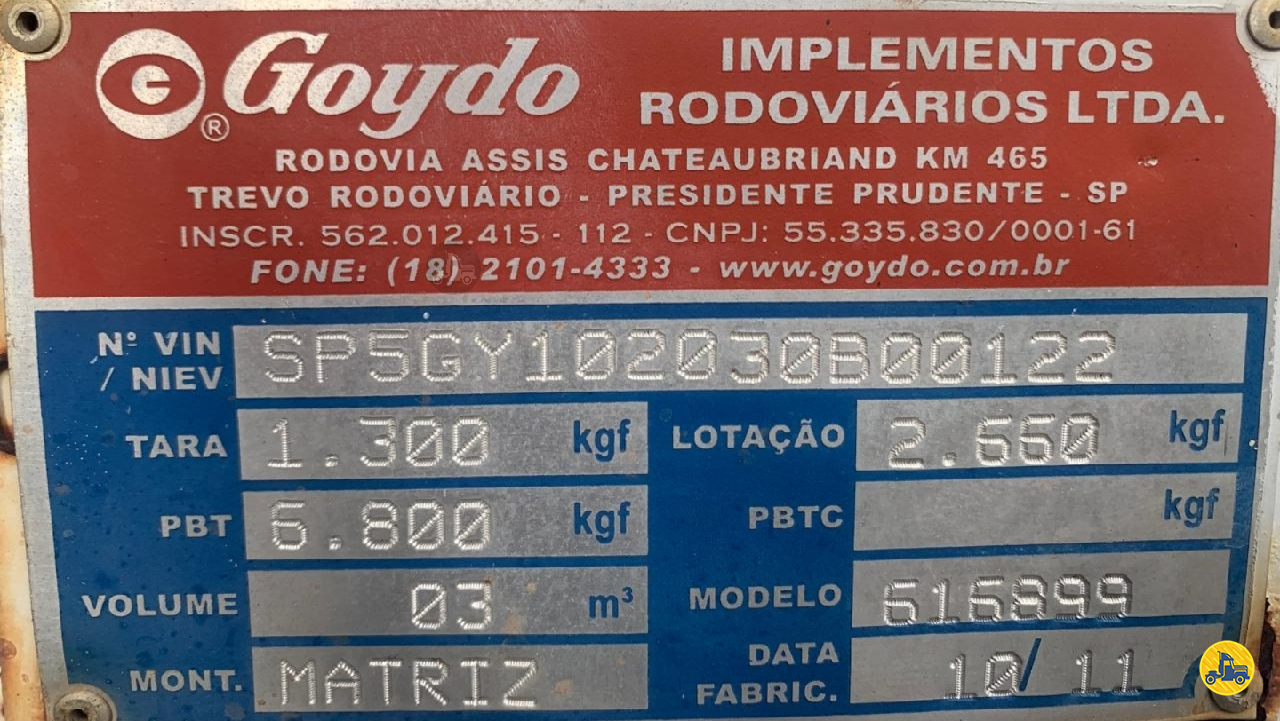 Goydo ®
IMPLEMENTOS
RODOVIÁRIOS LTDA.
RODOVIA ASSIS CHATEAUBRIAND KM 465
TREVO RODOVIÁRIO - PRESIDENTE PRUDENTE - SP
INSCR. 562.012.415 - 112 - CNPJ: 55.335.830/0001-61
FONE: (18) 2101-4333 - www.goydo.com.br
Nº VIN / NIEV SP5GY102030B00122
TARA 1.300 kgf LOTAÇÃO 2.660 kgf
PBT 6.800 kgf PBTC kgf
VOLUME 03 m³ MODELO 616899
MONT. MATRIZ DATA FABRIC. 10/ 11